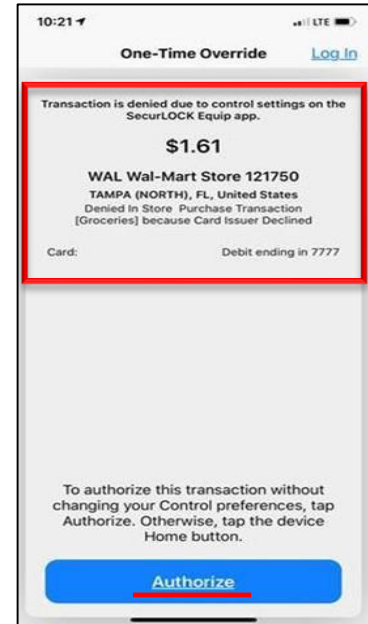 10:21
LTE
One-Time Override
Log In
Transaction is denied due to control settings on the
SecurLOCK Equip app.
$1.61
WAL Wal-Mart Store 121750
TAMPA (NORTH), FL, United States
Denied In Store Purchase Transaction
[Groceries] because Card Issuer Declined
Card: Debit ending in 7777
To authorize this transaction without
changing your Control preferences, tap
Authorize. Otherwise, tap the device
Home button.
Authorize